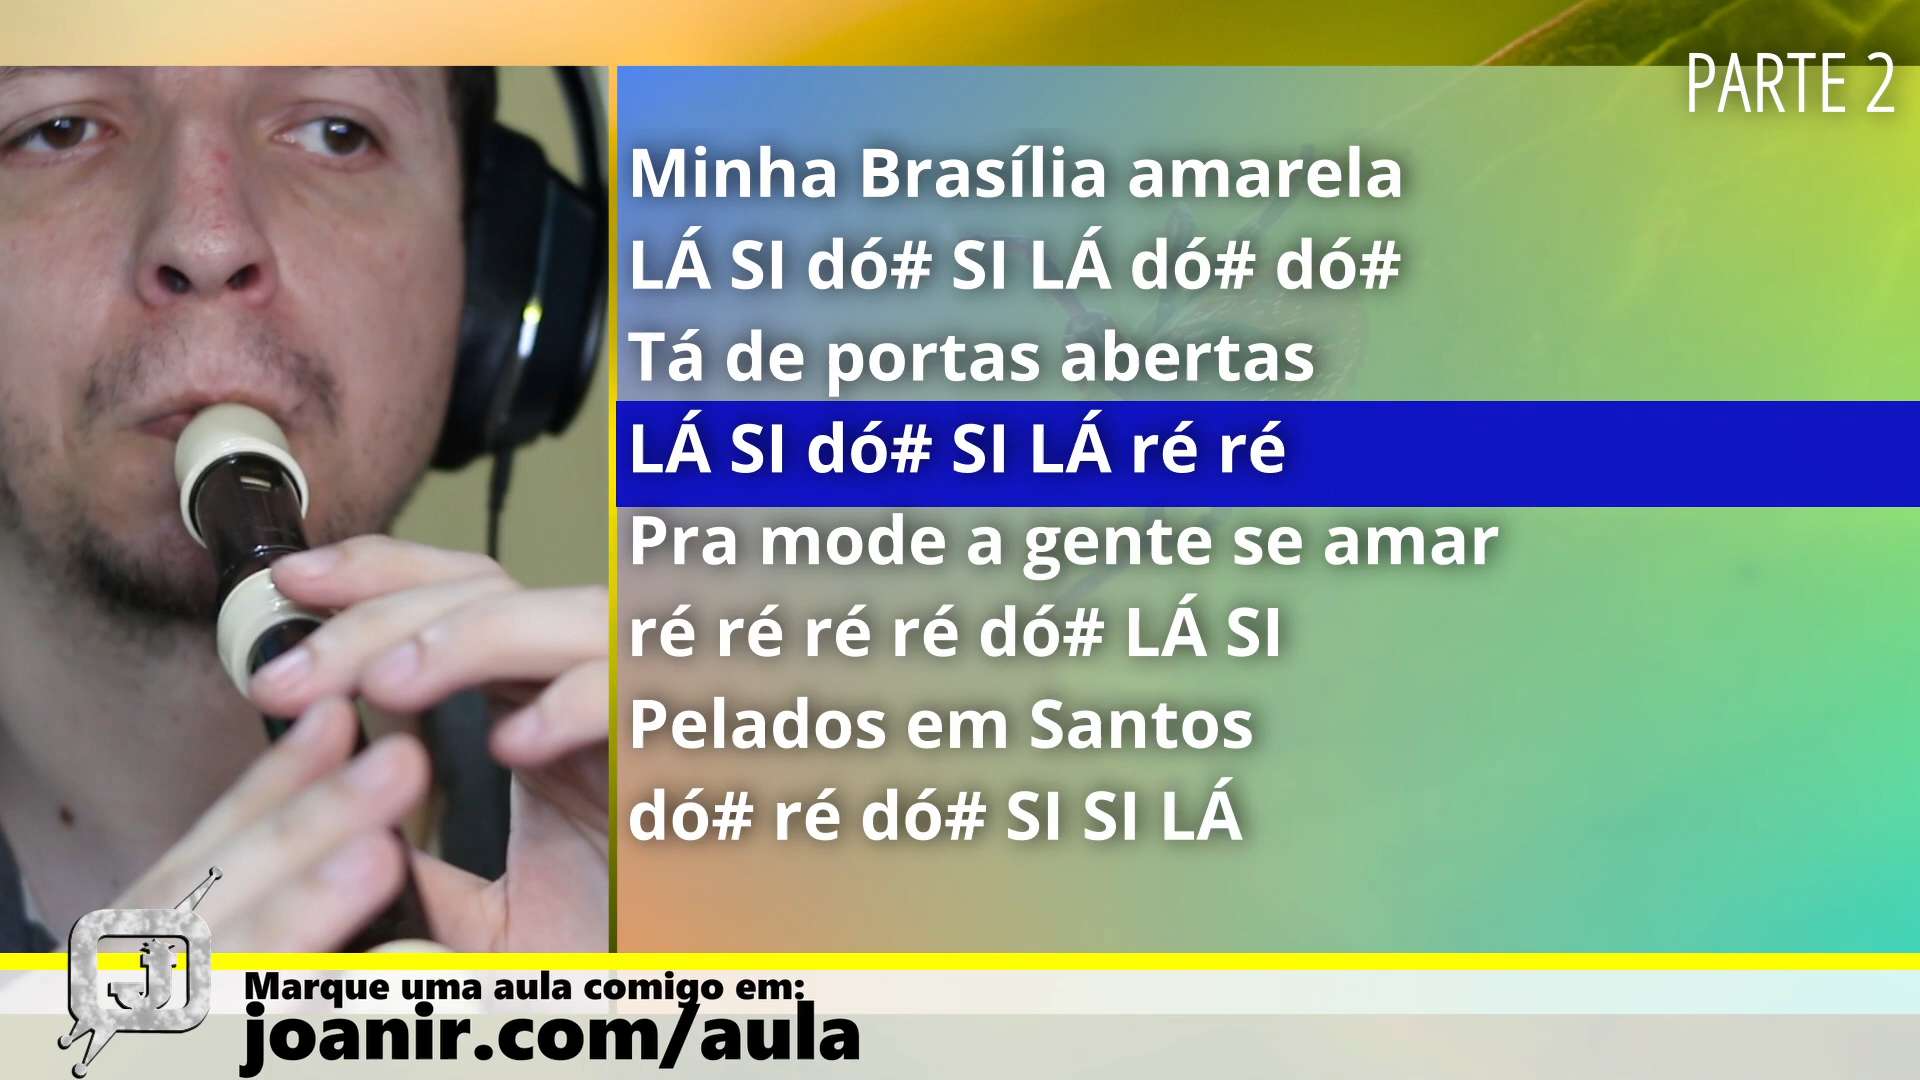 PARTE 2
Minha Brasília amarela
LÁ SI dó# SI LÁ dó# dó#
Tá de portas abertas
LÁ SI dó# SI LÁ ré ré
Pra mode a gente se amar
ré ré ré ré dó# LÁ SI
Pelados em Santos
dó# ré dó# SI SI LÁ
J
Marque uma aula comigo em:
joanir.com/aula